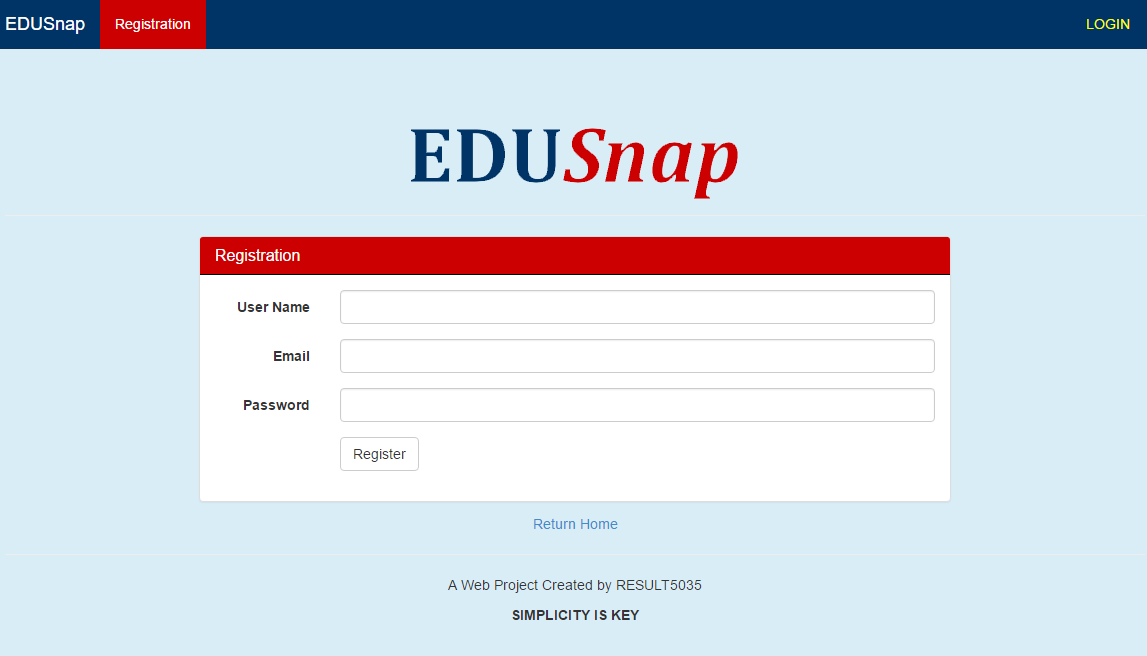 EDUSnap Registration LOGIN
EDUSnap
Registration
User Name
Email
Password
Register
Return Home
A Web Project Created by RESULT5035
SIMPLICITY IS KEY